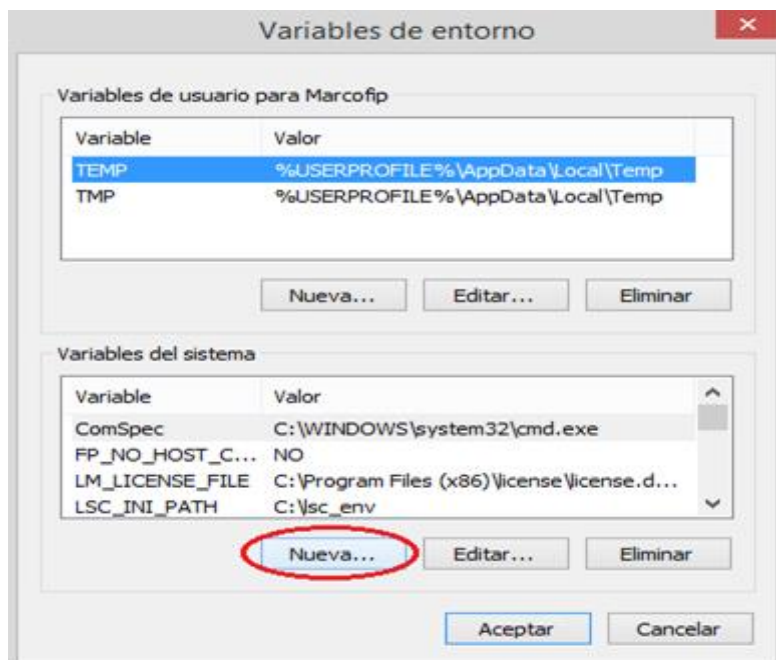 Variables de entorno
Variables de usuario para Marcofip
Variable Valor
TEMP %USERPROFILE%\AppData\Local\Temp
TMP %USERPROFILE%\AppData\Local\Temp
Nueva... Editar... Eliminar
Variables del sistema
Variable Valor
ComSpec C:\WINDOWS\system32\cmd.exe
FP_NO_HOST_C... NO
LM_LICENSE_FILE C:\Program Files (x86)\license\license.d...
LSC_INI_PATH C:\lsc_env
Nueva... Editar... Eliminar
Aceptar Cancelar